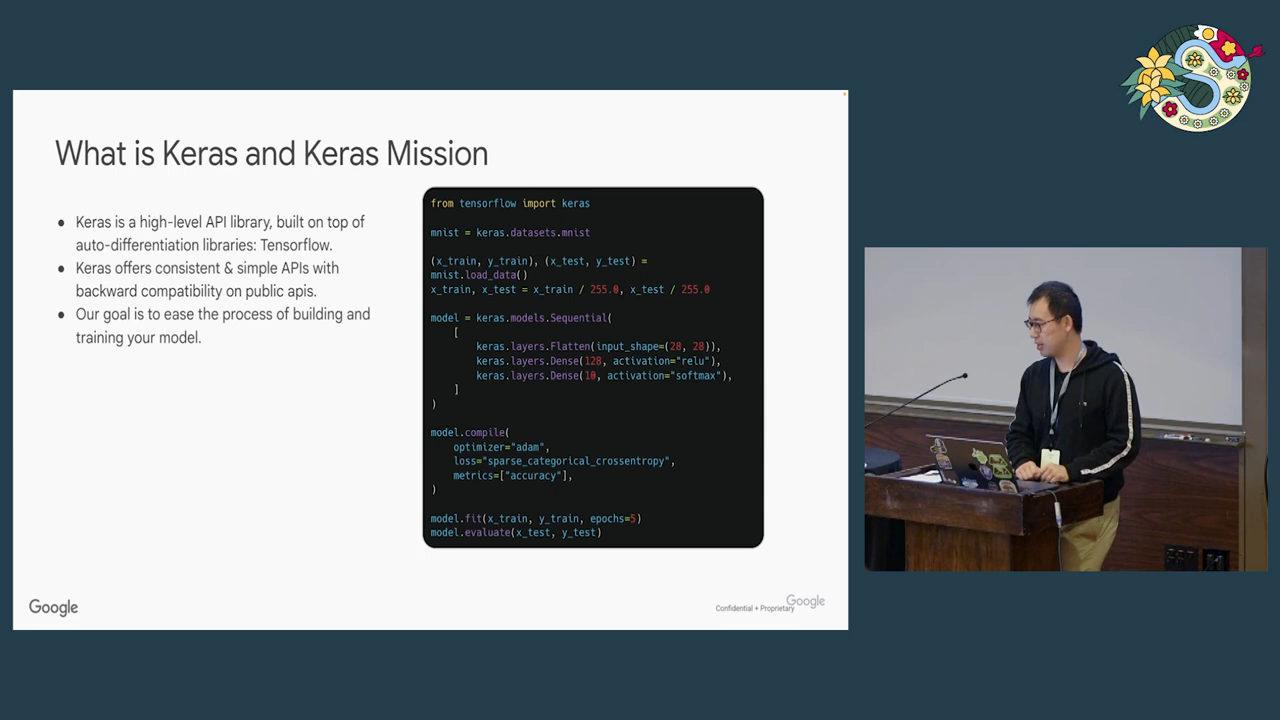 What is Keras and Keras Mission
● Keras is a high-level API library, built on top of
auto-differentiation libraries: Tensorflow.
● Keras offers consistent & simple APIs with
backward compatibility on public apis.
● Our goal is to ease the process of building and
training your model.
from tensorflow import keras
mnist = keras.datasets.mnist
(x_train, y_train), (x_test, y_test) =
mnist.load_data()
x_train, x_test = x_train / 255.0, x_test / 255.0
model = keras.models.Sequential(
[
keras.layers.Flatten(input_shape=(28, 28)),
keras.layers.Dense(128, activation="relu"),
keras.layers.Dense(10, activation="softmax"),
]
)
model.compile(
optimizer="adam",
loss="sparse_categorical_crossentropy",
metrics=["accuracy"],
)
model.fit(x_train, y_train, epochs=5)
model.evaluate(x_test, y_test)
Google
Confidential + Proprietary
Google